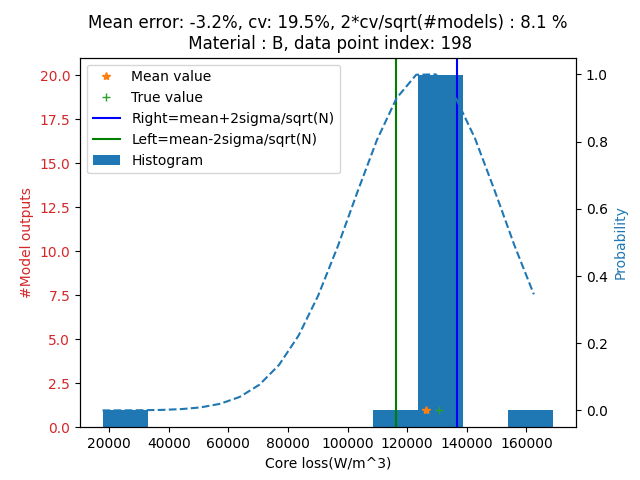 Mean error: -3.2%, cv: 19.5%, 2*cv/sqrt(#models) : 8.1 %
Material : B, data point index: 198
Mean value
True value
Right=mean+2sigma/sqrt(N)
Left=mean-2sigma/sqrt(N)
Histogram
#Model outputs
20.0
17.5
15.0
12.5
10.0
7.5
5.0
2.5
0.0
1.0
0.8
0.6
0.4
0.2
0.0
Probability
20000 40000 60000 80000 100000 120000 140000 160000
Core loss(W/m^3)